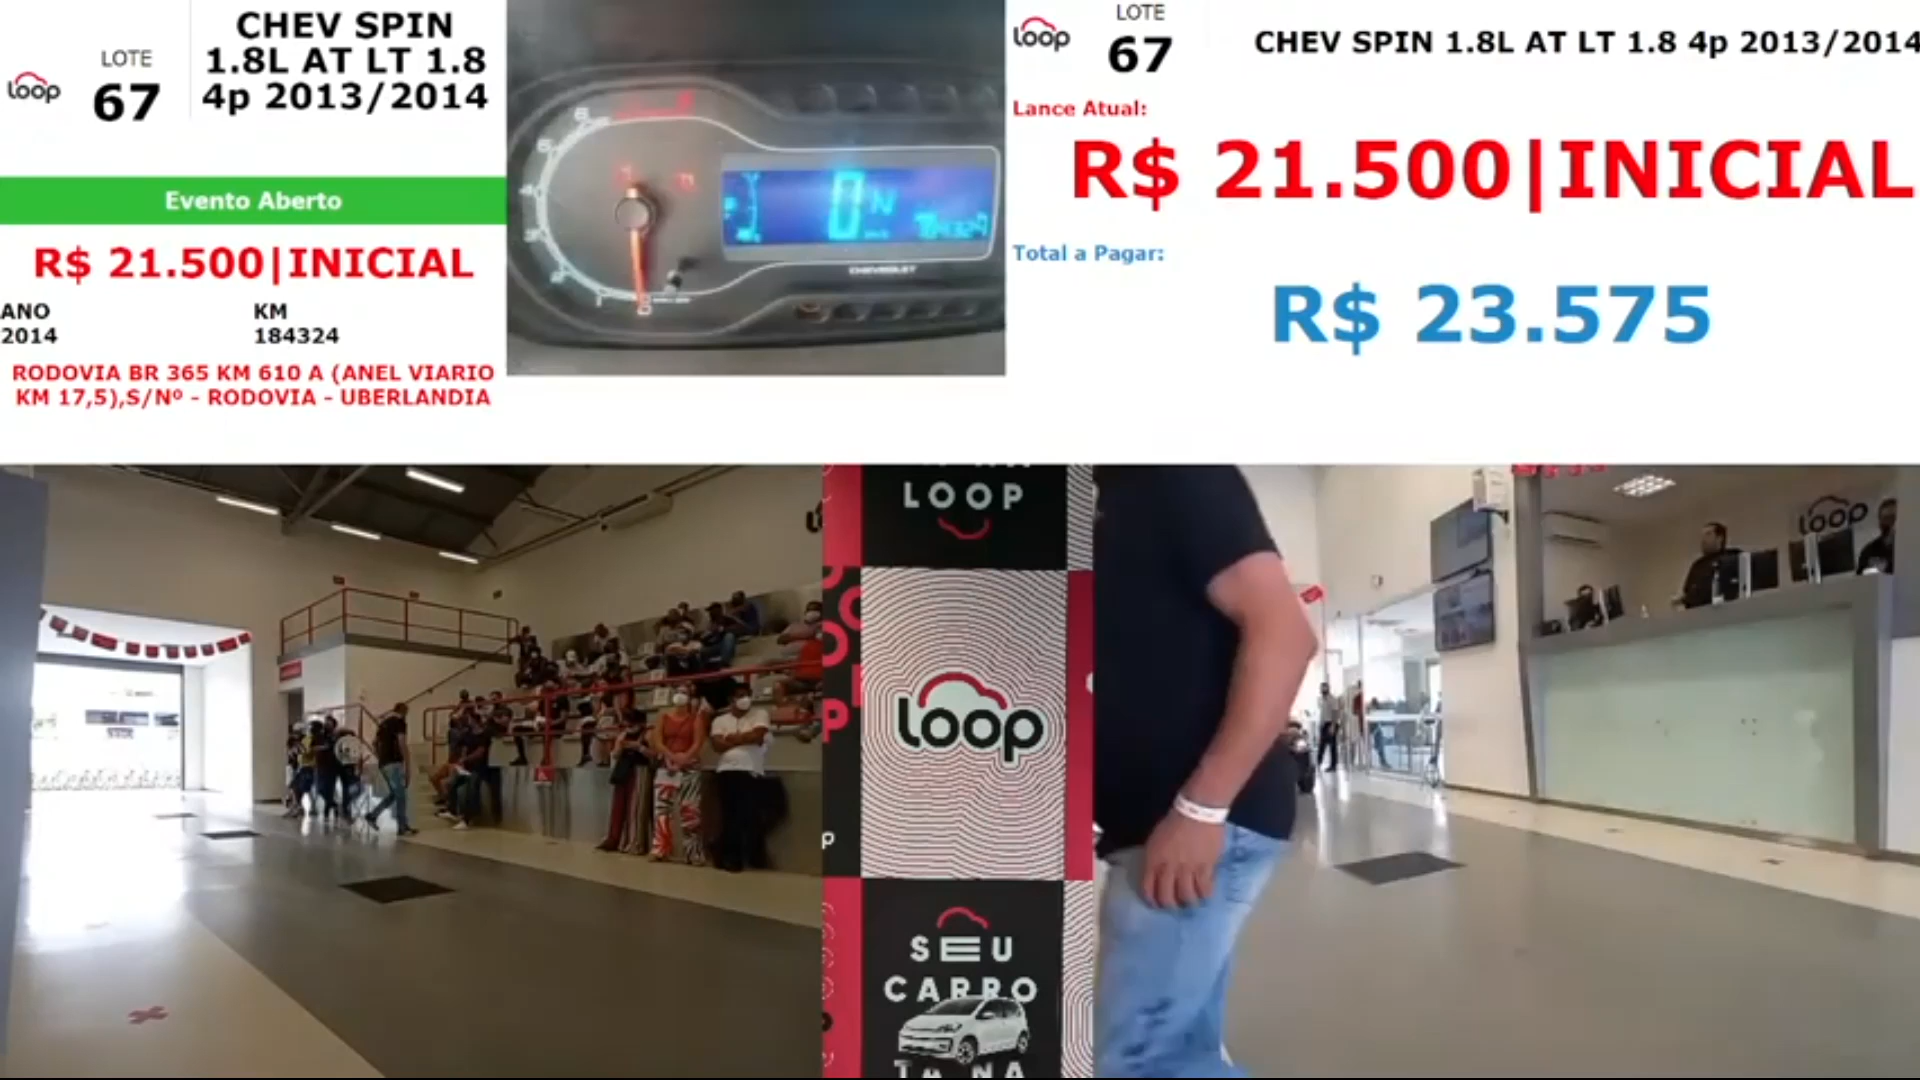 loop
LOTE
67
CHEV SPIN
1.8L AT LT 1.8
4p 2013/2014
Evento Aberto
R$ 21.500|INICIAL
ANO
2014
KM
184324
RODOVIA BR 365 KM 610 A (ANEL VIARIO
KM 17,5),S/Nº - RODOVIA - UBERLANDIA
0 N
CHEVROLET
loop
LOTE
67
CHEV SPIN 1.8L AT LT 1.8 4p 2013/2014
Lance Atual:
R$ 21.500|INICIAL
Total a Pagar:
R$ 23.575
LOOP
loop
SEU
CARRO
NA
loop